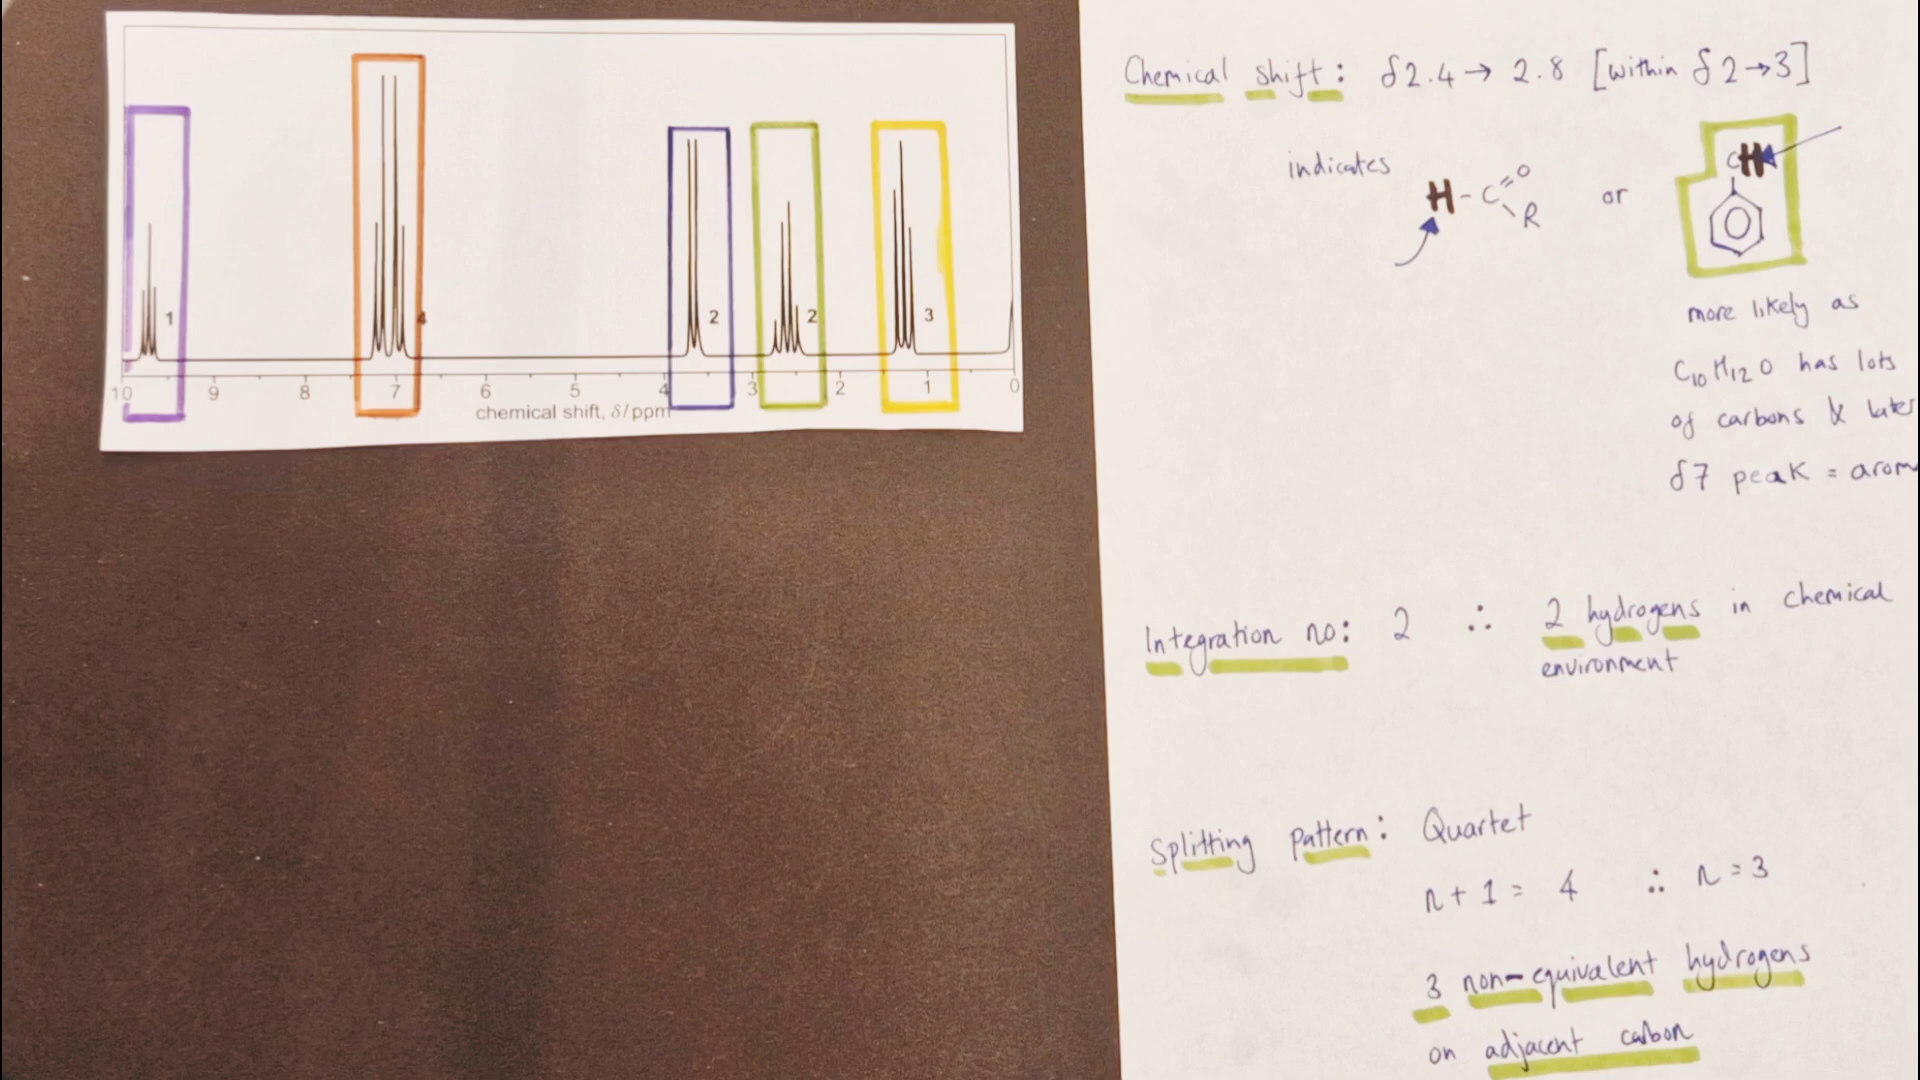 1
4
2
2
3
10 9 8 7 6 5 4 3 2 1 0
chemical shift, δ/ppm
Chemical shift: δ2.4 → 2.8 [within δ 2→3]
indicates H-C=O R or CH
more likely as
C10H12O has lots
of carbons & later
δ7 peak = arom
Integration no: 2 ∴ 2 hydrogens in chemical
environment
Splitting pattern: Quartet
n + 1 = 4 ∴ n = 3
3 non-equivalent hydrogens
on adjacent carbon